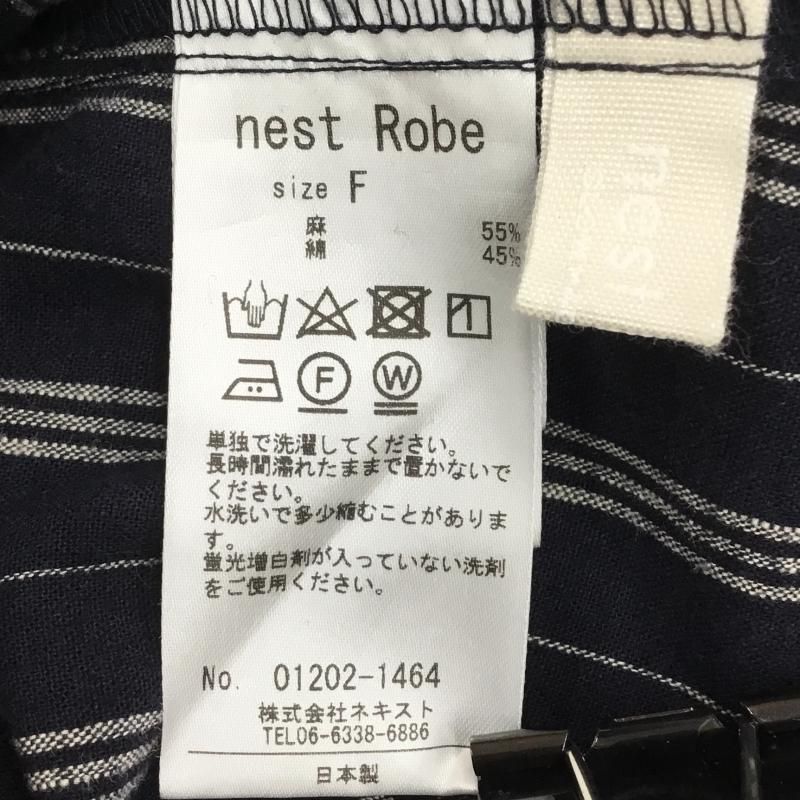 nest Robe
size F
麻 55%
綿 45%
F W
単独で洗濯してください。
長時間濡れたままで置かないで
ください。
水洗いで多少縮むことがありま
す。
蛍光増白剤が入っていない洗剤
をご使用ください。
No. 01202-1464
株式会社ネキスト
TEL06-6338-6886
日本製
nest